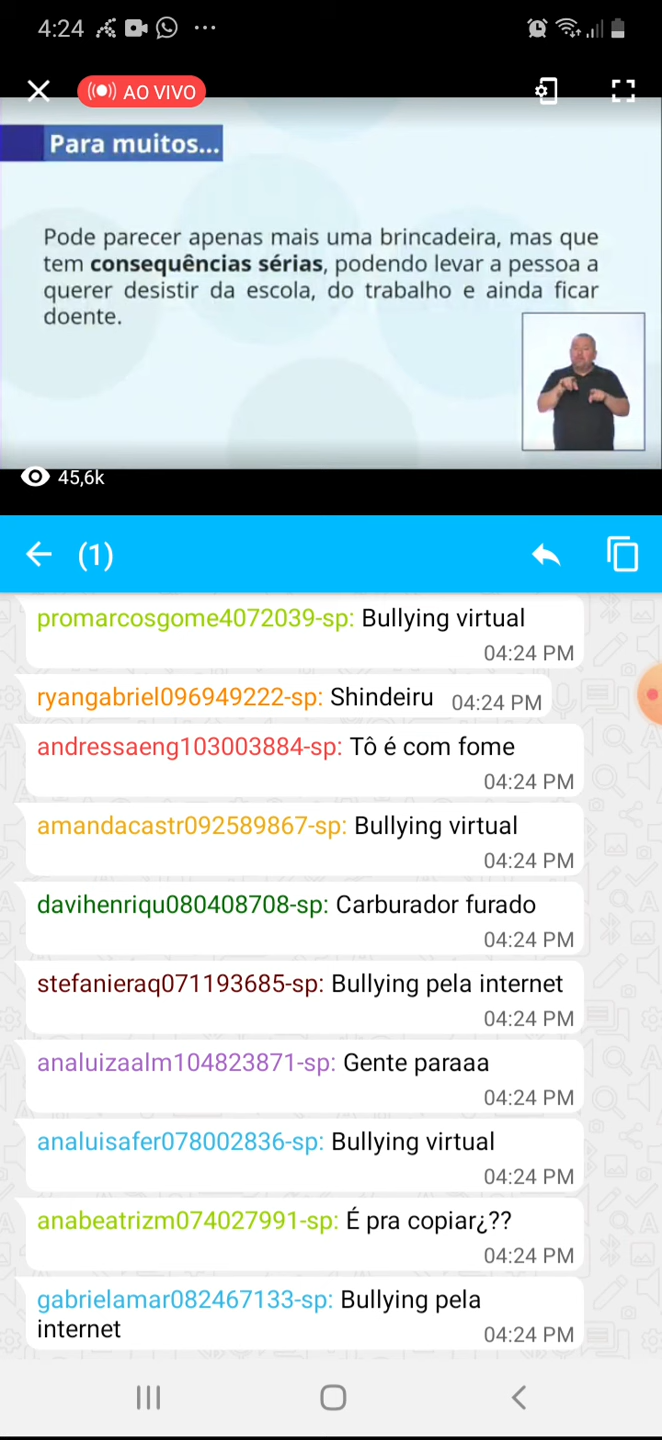 4:24
AO VIVO
Para muitos...
Pode parecer apenas mais uma brincadeira, mas que
tem consequências sérias, podendo levar a pessoa a
querer desistir da escola, do trabalho e ainda ficar
doente.
45,6k
(1)
promarcosgome4072039-sp: Bullying virtual
04:24 PM
ryangabriel096949222-sp: Shindeiru 04:24 PM
andressaeng103003884-sp: Tô é com fome
04:24 PM
amandacastr092589867-sp: Bullying virtual
04:24 PM
davihenriqu080408708-sp: Carburador furado
04:24 PM
stefanieraq071193685-sp: Bullying pela internet
04:24 PM
analuizaalm104823871-sp: Gente paraaa
04:24 PM
analuisafer078002836-sp: Bullying virtual
04:24 PM
anabeatrizm074027991-sp: É pra copiar¿??
04:24 PM
gabrielamar082467133-sp: Bullying pela
internet 04:24 PM